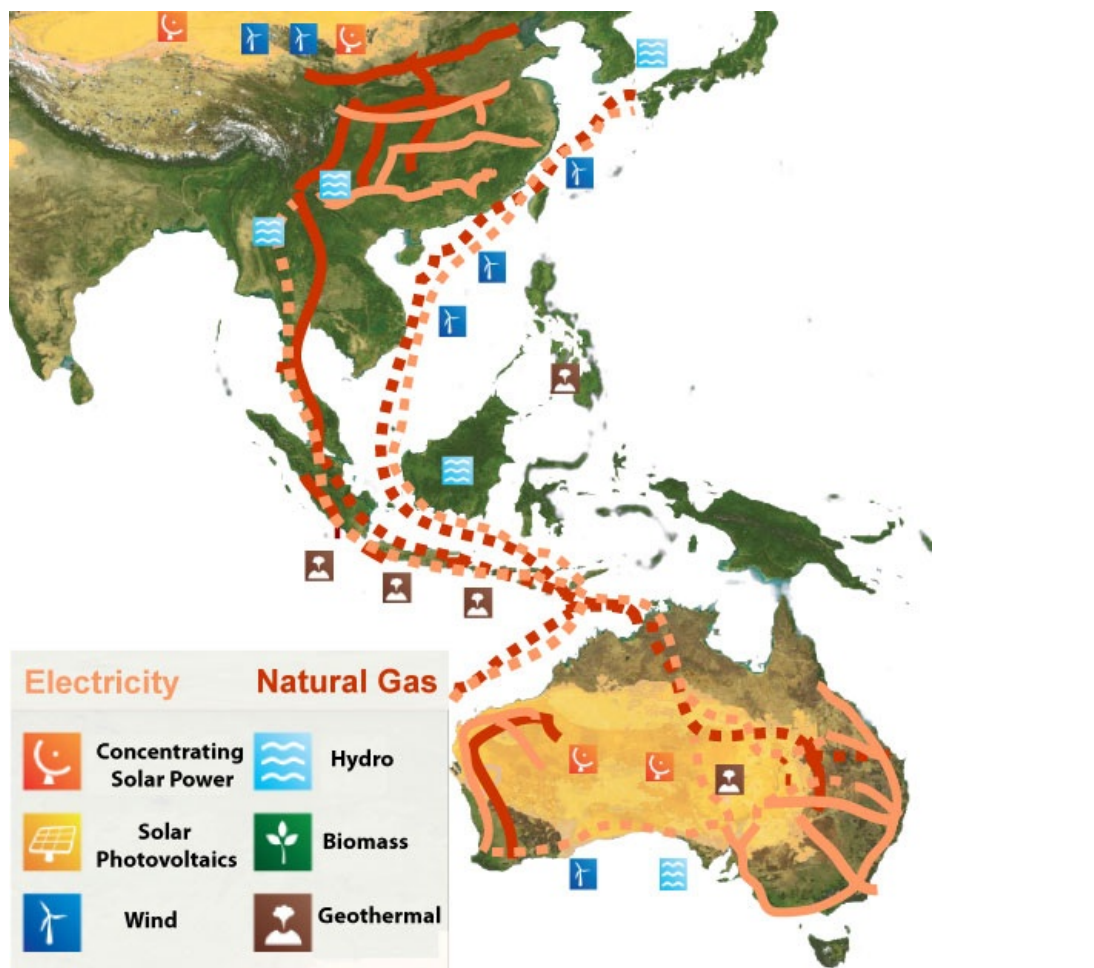 Electricity
Natural Gas
Concentrating
Solar Power
Hydro
Solar
Photovoltaics
Biomass
Wind
Geothermal